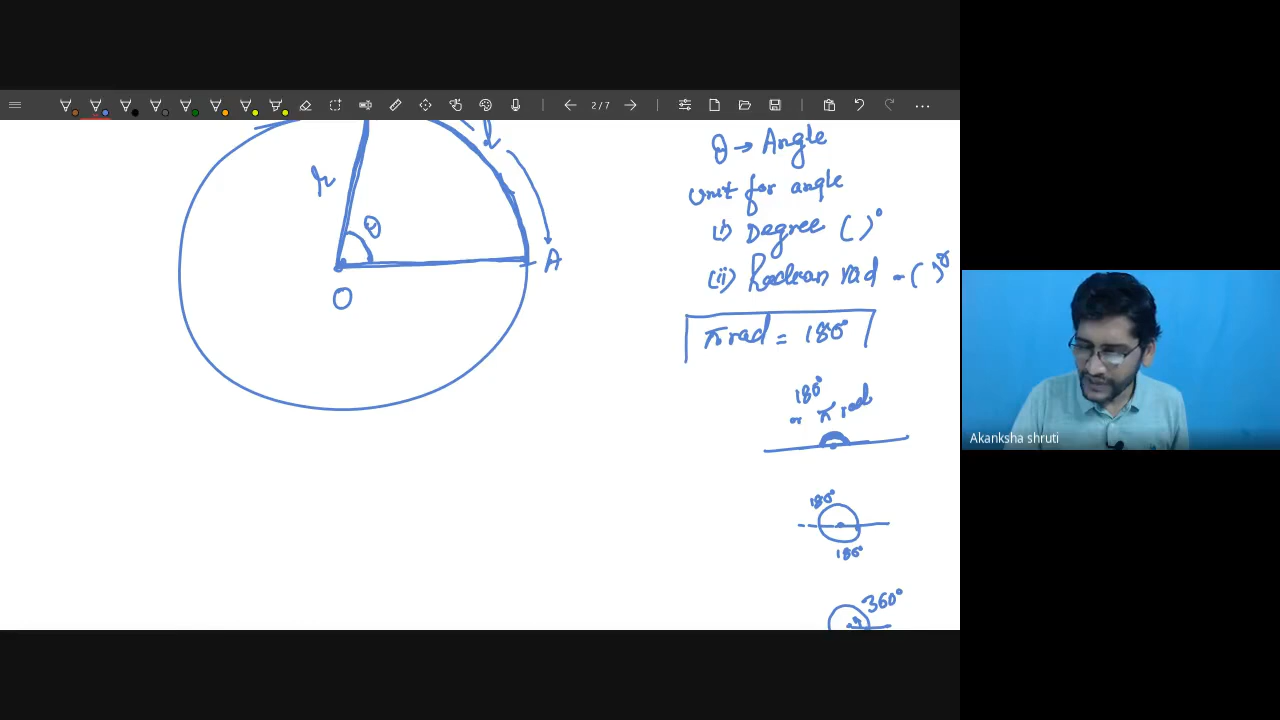 2/7
θ → Angle
l
r
Unit for angle
θ
(i) Degree ( )°
A
(ii) Radian rad - ( )ʳ
O
π rad = 180°
180°
or π rad
180°
180°
360°
Akanksha shruti